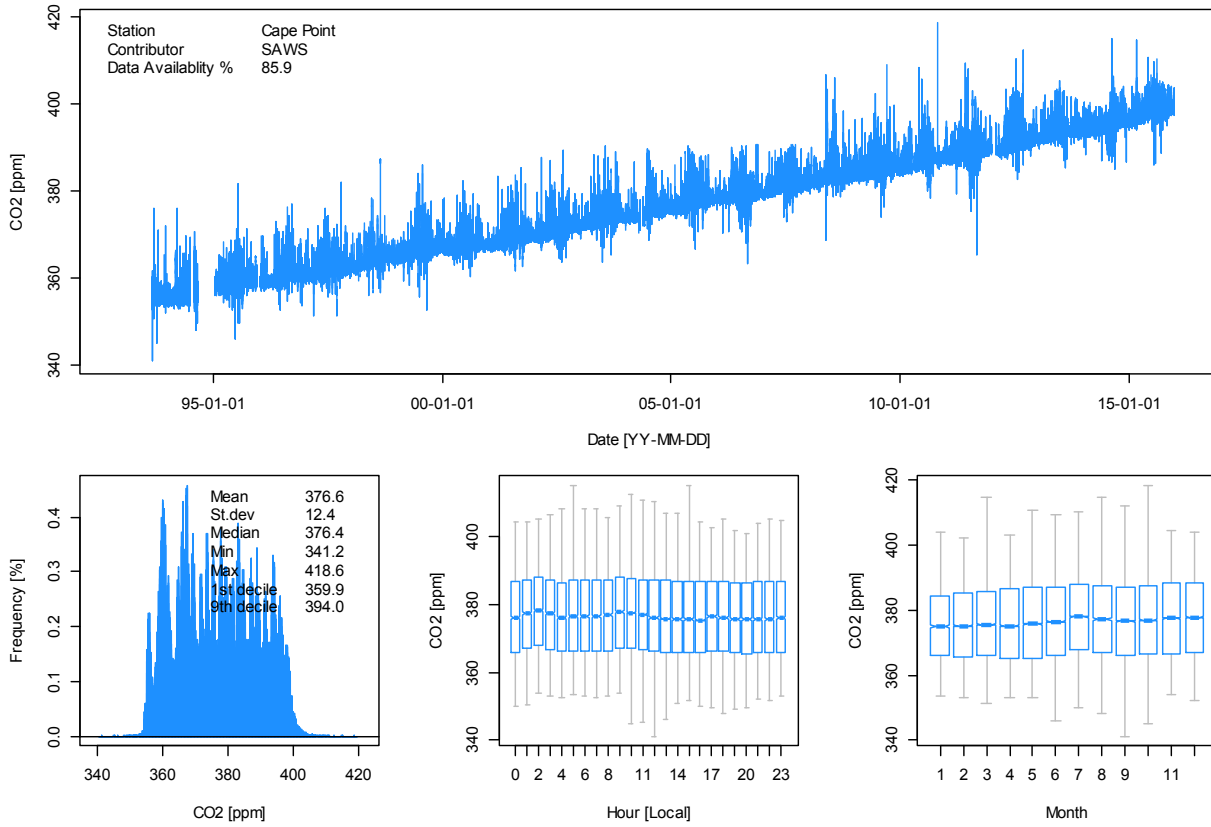 420
400
380
360
340
CO2 [ppm]
Station Cape Point
Contributor SAWS
Data Availablity % 85.9
95-01-01 00-01-01 05-01-01 10-01-01 15-01-01
Date [YY-MM-DD]
0.4
0.3
0.2
0.1
0.0
Frequency [%]
Mean 376.6
St.dev 12.4
Median 376.4
Min 341.2
Max 418.6
1st decile 359.9
9th decile 394.0
340 360 380 400 420
CO2 [ppm]
400
380
360
340
CO2 [ppm]
0 2 4 6 8 11 14 17 20 23
Hour [Local]
420
400
380
360
340
CO2 [ppm]
1 2 3 4 5 6 7 8 9 11
Month